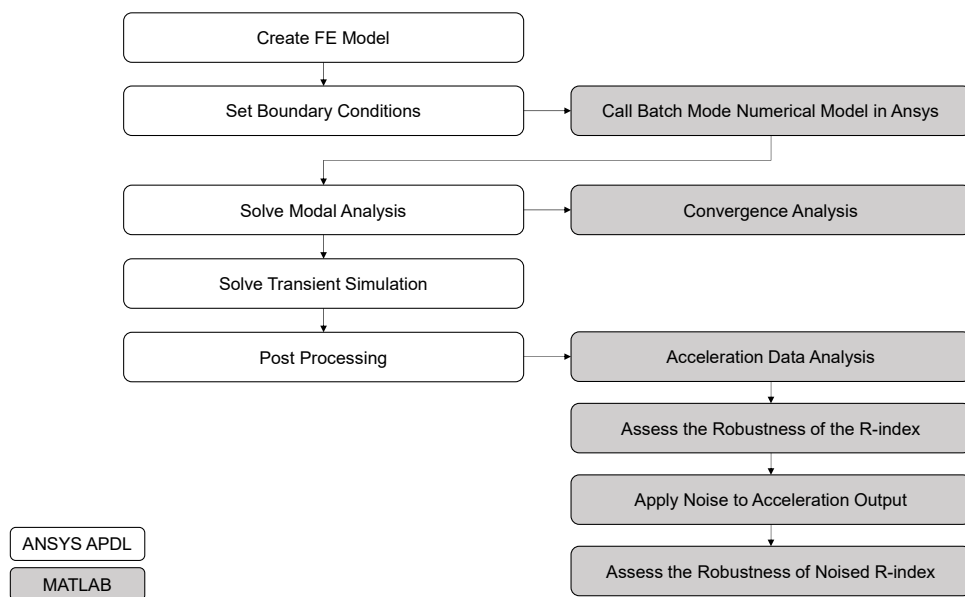 Create FE Model
Set Boundary Conditions
Call Batch Mode Numerical Model in Ansys
Solve Modal Analysis
Convergence Analysis
Solve Transient Simulation
Post Processing
Acceleration Data Analysis
Assess the Robustness of the R-index
Apply Noise to Acceleration Output
Assess the Robustness of Noised R-index
ANSYS APDL
MATLAB